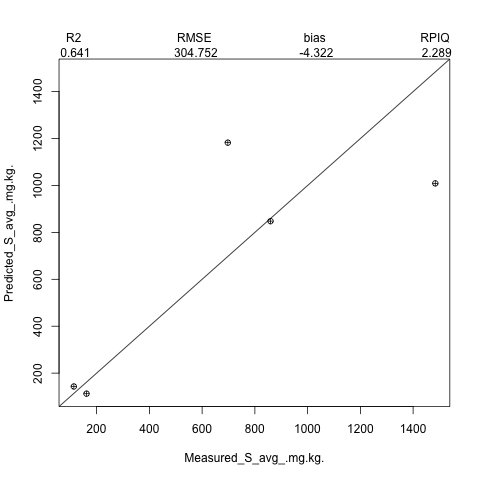 R2 RMSE bias RPIQ
0.641 304.752 -4.322 2.289
1400
1200
1000
800
600
400
200
Predicted_S_avg_.mg.kg.
200 400 600 800 1000 1200 1400
Measured_S_avg_.mg.kg.